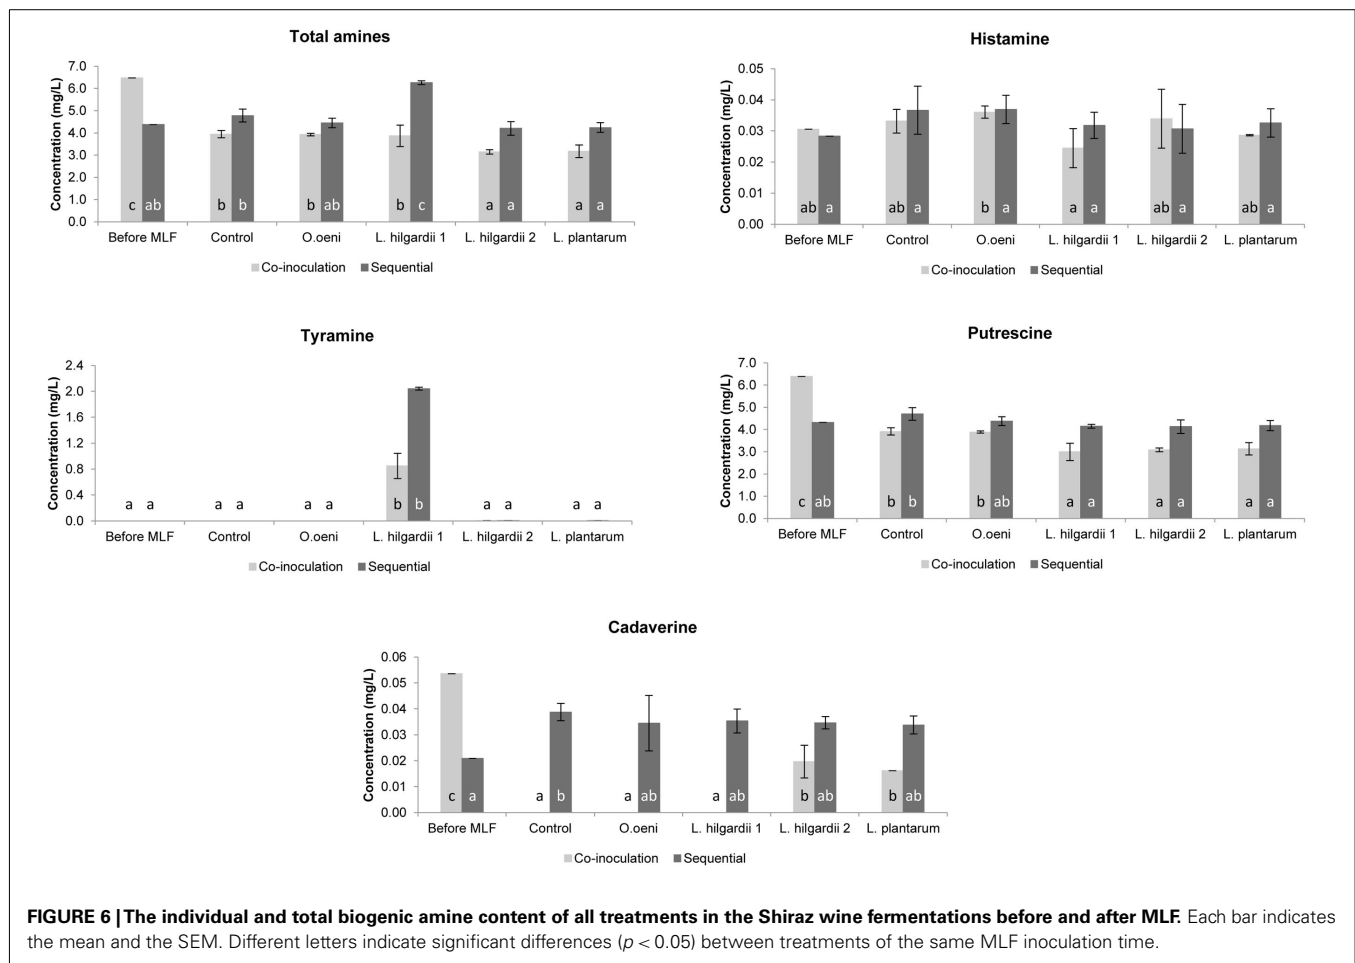 Total amines
Concentration (mg/L)
7.0
6.0
5.0
4.0
3.0
2.0
1.0
0.0
c ab b b b ab b c a a a a
Before MLF Control O.oeni L. hilgardii 1 L. hilgardii 2 L. plantarum
Co-inoculation Sequential
Histamine
Concentration (mg/L)
0.05
0.04
0.03
0.02
0.01
0.00
ab a ab a b a a a ab a ab a
Before MLF Control O.oeni L. hilgardii 1 L. hilgardii 2 L. plantarum
Co-inoculation Sequential
Tyramine
Concentration (mg/L)
2.4
2.0
1.6
1.2
0.8
0.4
0.0
a a a a a a b b a a a a
Before MLF Control O.oeni L. hilgardii 1 L. hilgardii 2 L. plantarum
Co-inoculation Sequential
Putrescine
Concentration (mg/L)
7.0
6.0
5.0
4.0
3.0
2.0
1.0
0.0
c ab b b b ab a a a a a a
Before MLF Control O.oeni L. hilgardii 1 L. hilgardii 2 L. plantarum
Co-inoculation Sequential
Cadaverine
Concentration (mg/L)
0.06
0.05
0.04
0.03
0.02
0.01
0.00
c a a b a ab a ab b ab b ab
Before MLF Control O.oeni L. hilgardii 1 L. hilgardii 2 L. plantarum
Co-inoculation Sequential
FIGURE 6 | The individual and total biogenic amine content of all treatments in the Shiraz wine fermentations before and after MLF. Each bar indicates
the mean and the SEM. Different letters indicate significant differences (p < 0.05) between treatments of the same MLF inoculation time.